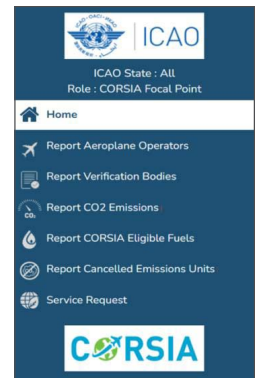 ICAO
ICAO State : All
Role : CORSIA Focal Point
Home
Report Aeroplane Operators
Report Verification Bodies
CO₂
Report CO2 Emissions
Report CORSIA Eligible Fuels
Report Cancelled Emissions Units
Service Request
CORSIA